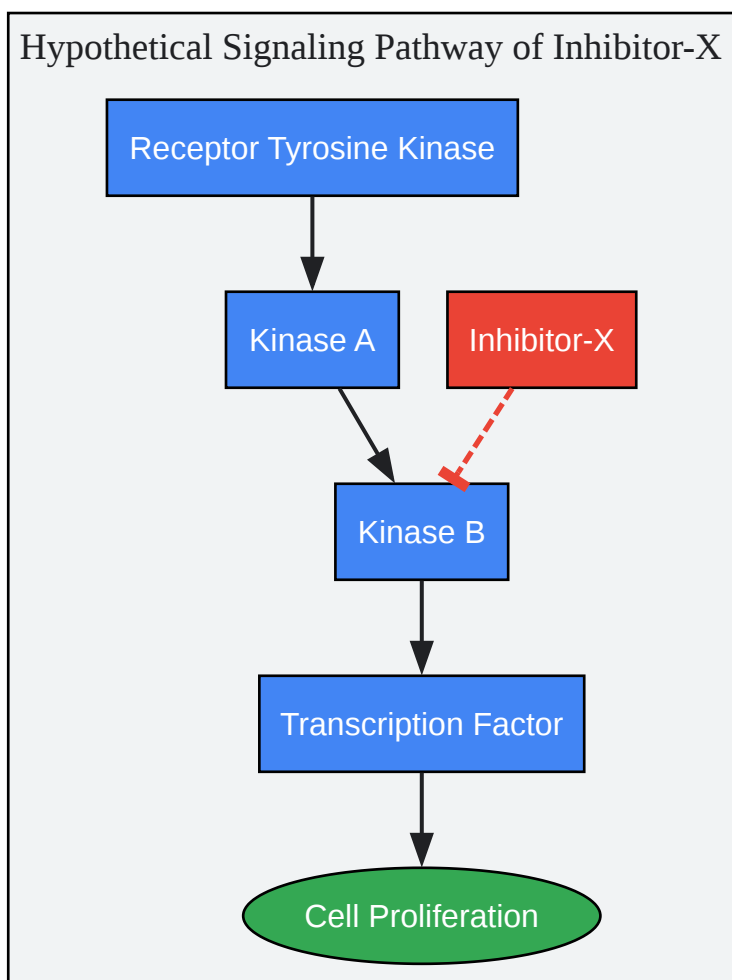 Hypothetical Signaling Pathway of Inhibitor-X
Receptor Tyrosine Kinase
Kinase A
Inhibitor-X
Kinase B
Transcription Factor
Cell Proliferation